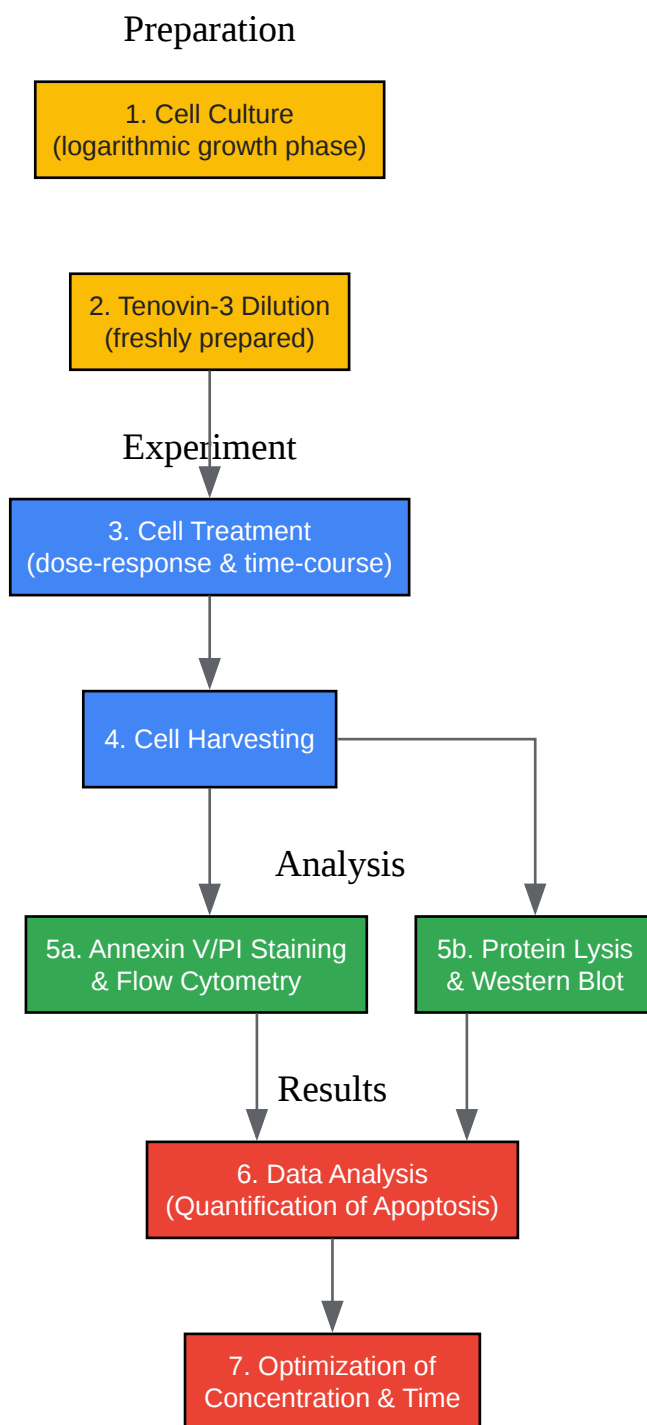 Preparation
1. Cell Culture
(logarithmic growth phase)
2. Tenovin-3 Dilution
(freshly prepared)
Experiment
3. Cell Treatment
(dose-response & time-course)
4. Cell Harvesting
Analysis
5a. Annexin V/PI Staining
& Flow Cytometry
5b. Protein Lysis
& Western Blot
Results
6. Data Analysis
(Quantification of Apoptosis)
7. Optimization of
Concentration & Time